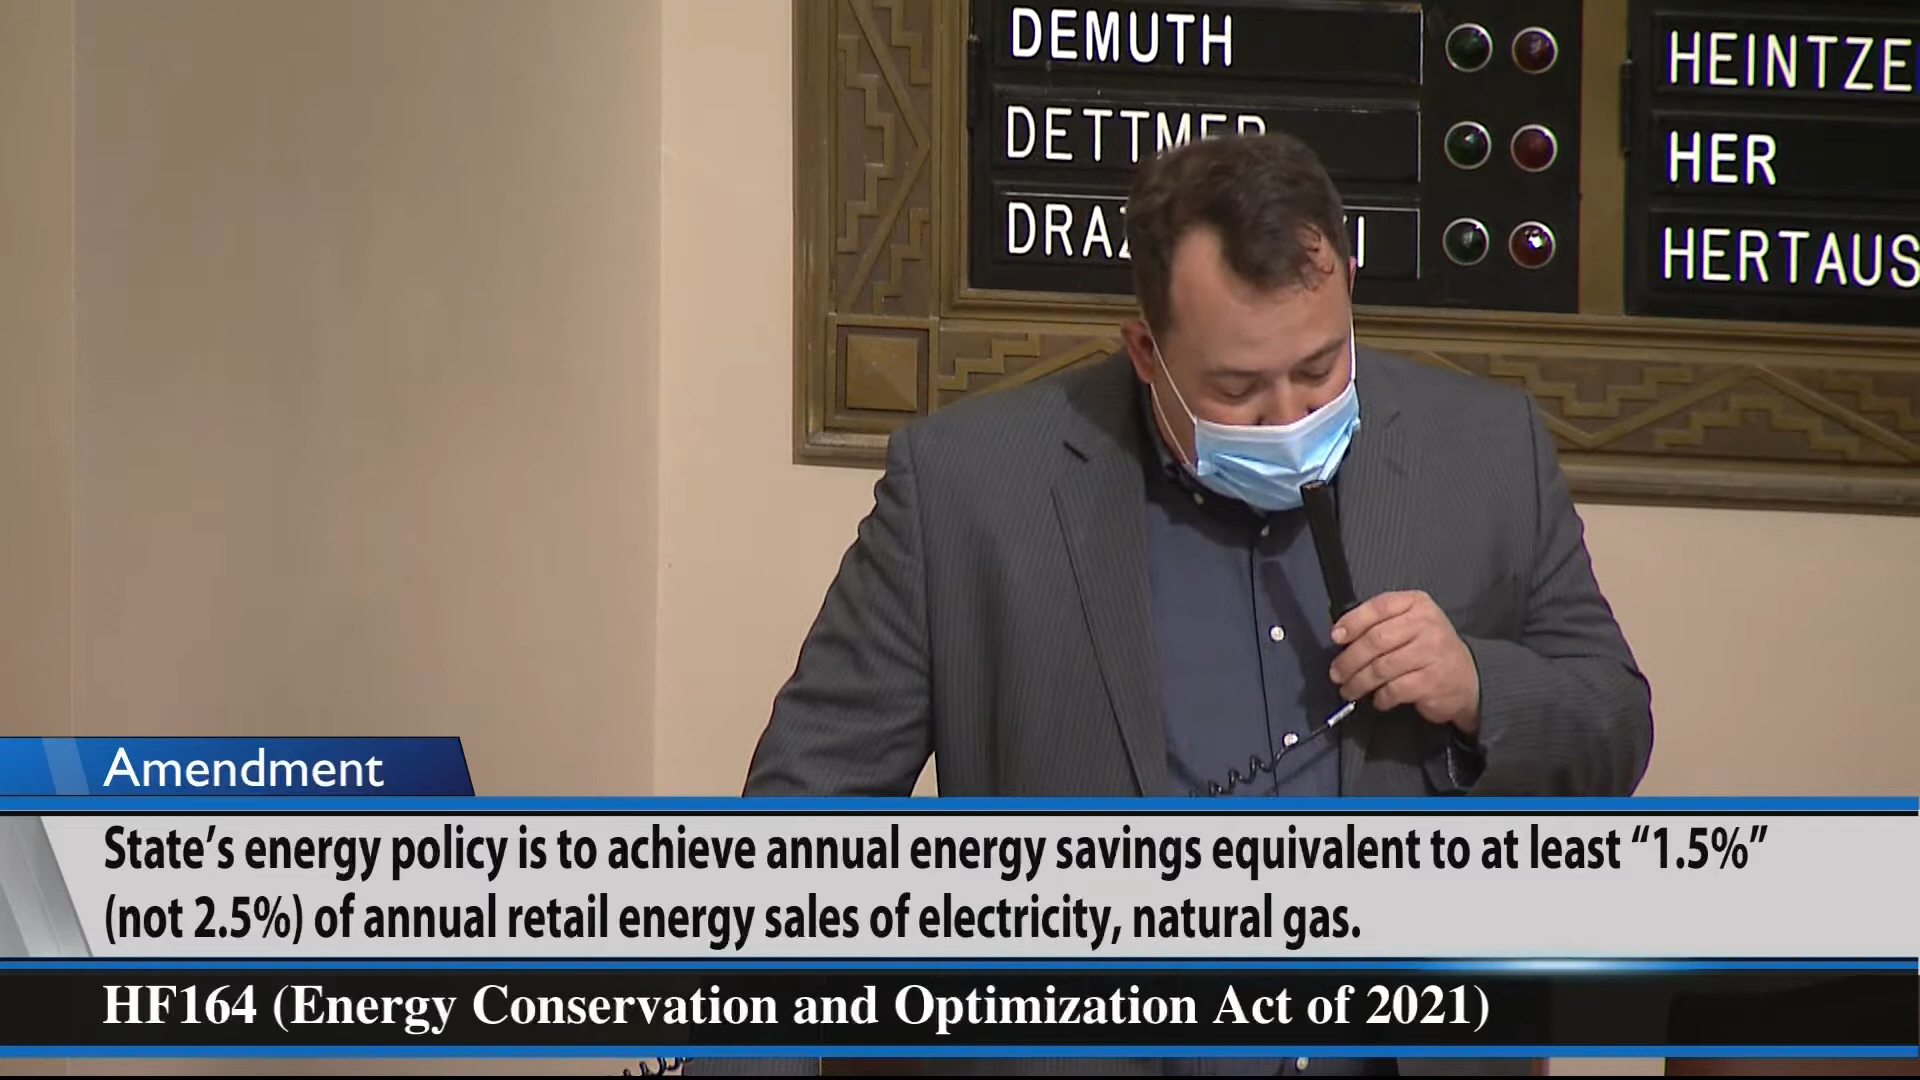 DEMUTH
DETTMER
HEINTZE
HER
HERTAUS
Amendment
State’s energy policy is to achieve annual energy savings equivalent to at least “1.5%”
(not 2.5%) of annual retail energy sales of electricity, natural gas.
HF164 (Energy Conservation and Optimization Act of 2021)